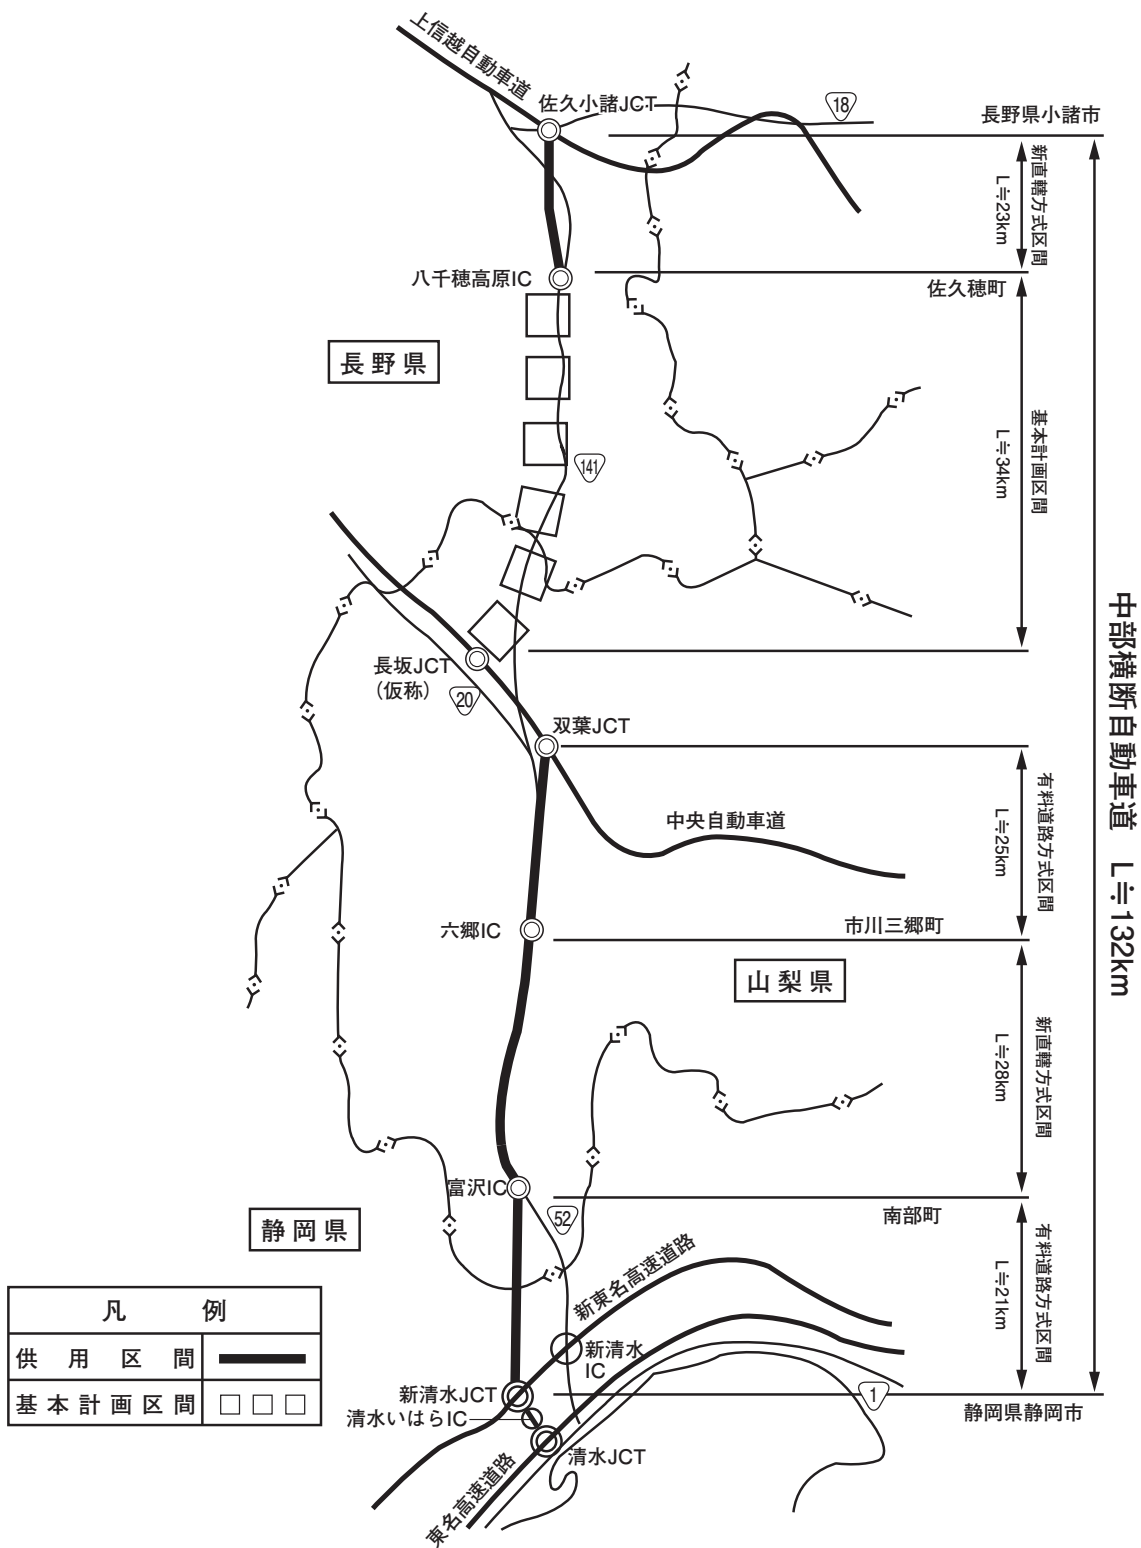 上信越自動車道
佐久小諸JCT
18
長野県小諸市
新直轄方式区間
L≒23km
八千穂高原IC
佐久穂町
長野県
基本計画区間
L≒34km
141
長坂JCT
(仮称)
20
双葉JCT
中央自動車道
有料道路方式区間
L≒25km
中部横断自動車道 L≒132km
六郷IC
市川三郷町
山梨県
新直轄方式区間
L≒28km
富沢IC
52
南部町
静岡県
新東名高速道路
有料道路方式区間
L≒21km
凡例
供用区間
基本計画区間
新清水
IC
新清水JCT
清水いはらIC
1
静岡県静岡市
清水JCT
東名高速道路